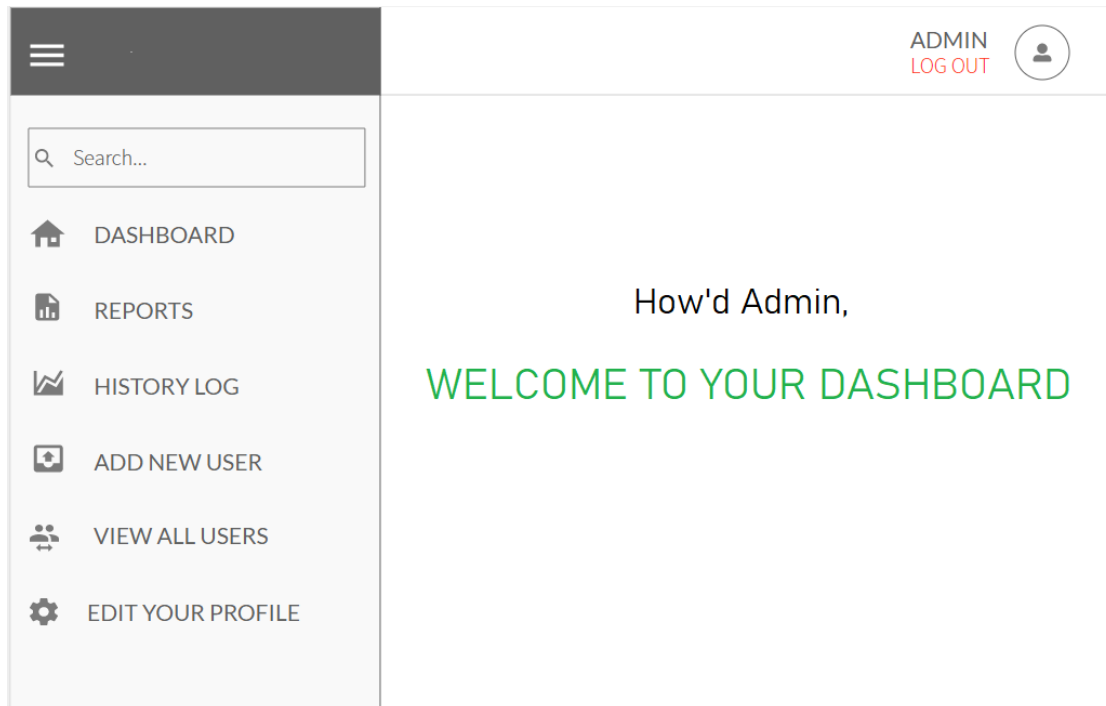 ADMIN
LOG OUT
Search...
DASHBOARD
REPORTS
HISTORY LOG
ADD NEW USER
VIEW ALL USERS
EDIT YOUR PROFILE
How'd Admin,
WELCOME TO YOUR DASHBOARD